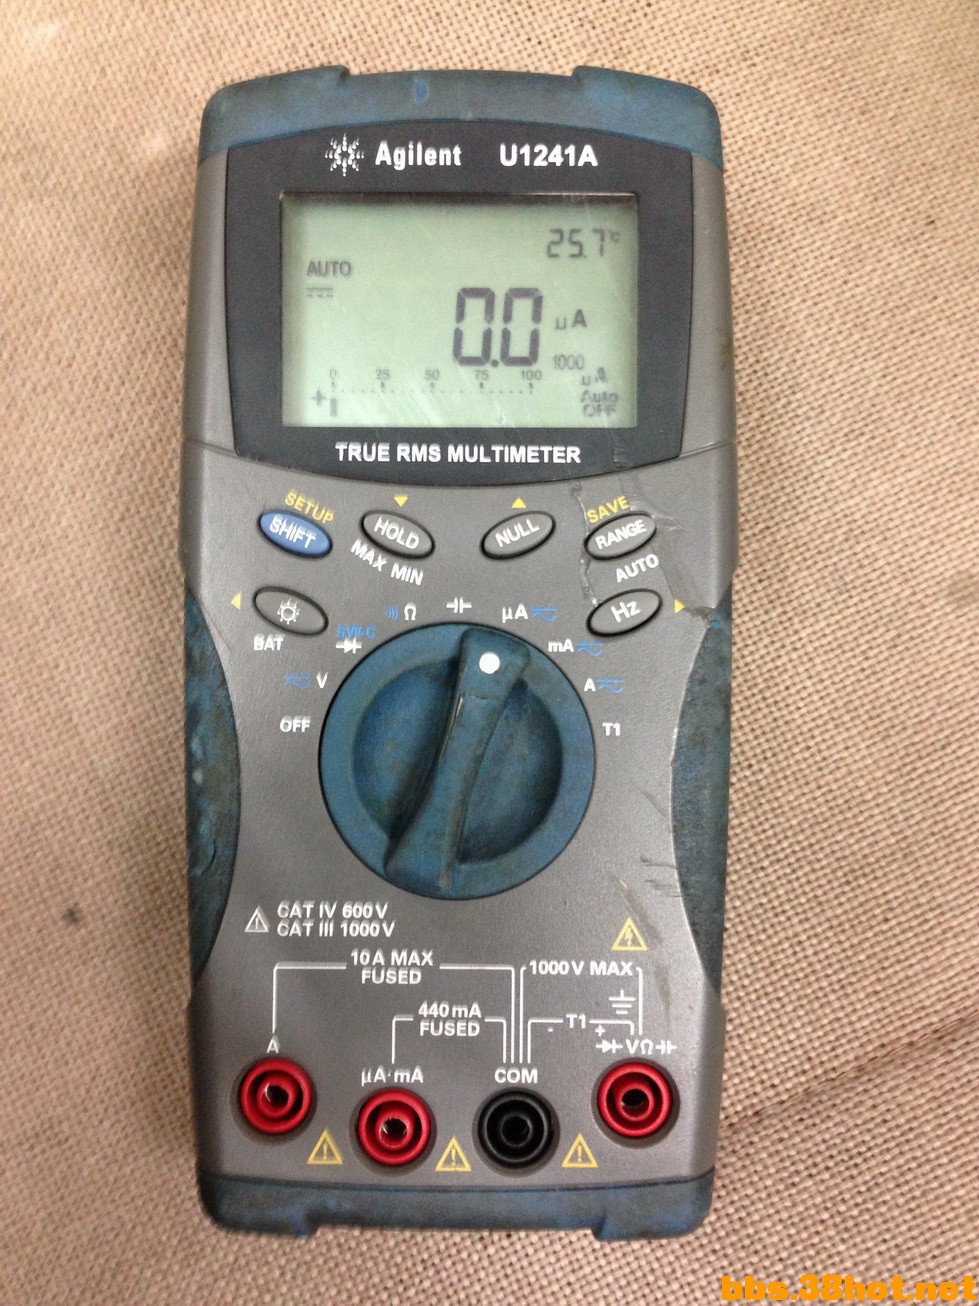 Agilent U1241A
25.7°C
AUTO
0.0 µA
1000
0 25 50 75 100
µA
+
Auto
OFF
TRUE RMS MULTIMETER
SETUP
SAVE
SHIFT
HOLD
NULL
RANGE
MAX MIN
AUTO
Hz
BAT
Ω
µA
mA
V
A
OFF
T1
CAT IV 600V
CAT III 1000V
10A MAX
FUSED
1000V MAX
440mA
FUSED
- T1 +
A
VΩ
µA·mA
COM
bbs.38hot.net